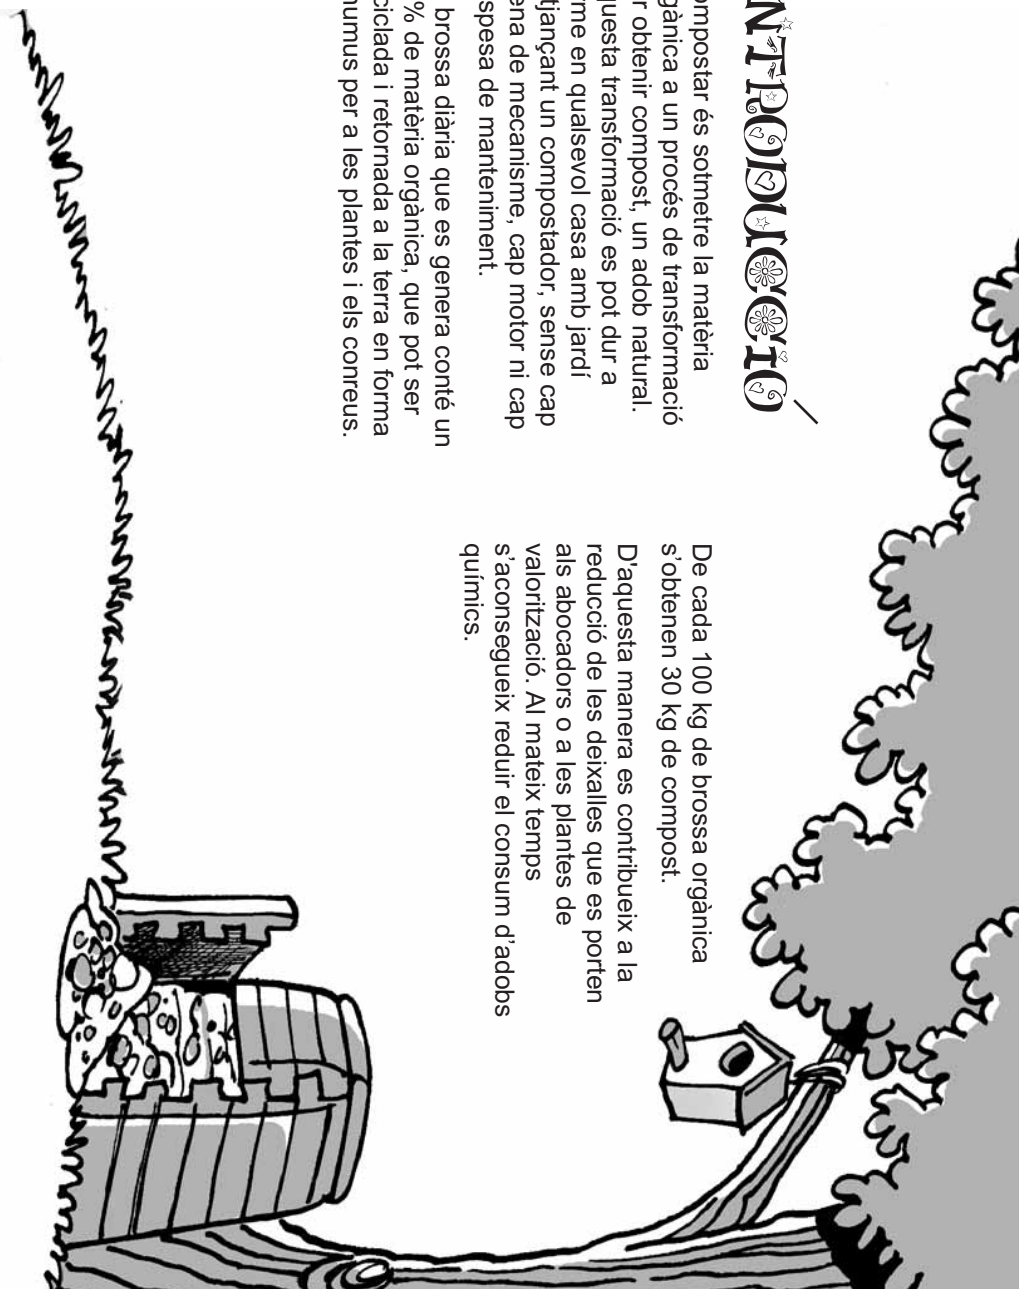 NTRODUCCIÓ
ompostar és sotmetre la matèria
gànica a un procés de transformació
r obtenir compost, un adob natural.
questa transformació es pot dur a
rme en qualsevol casa amb jardí
tjançant un compostador, sense cap
ena de mecanisme, cap motor ni cap
spesa de manteniment.
brossa diària que es genera conté un
% de matèria orgànica, que pot ser
ciclada i retornada a la terra en forma
humus per a les plantes i els conreus.
De cada 100 kg de brossa orgànica
s’obtenen 30 kg de compost.
D'aquesta manera es contribueix a la
reducció de les deixalles que es porten
als abocadors o a les plantes de
valorització. Al mateix temps
s’aconsegueix reduir el consum d’adobs
químics.